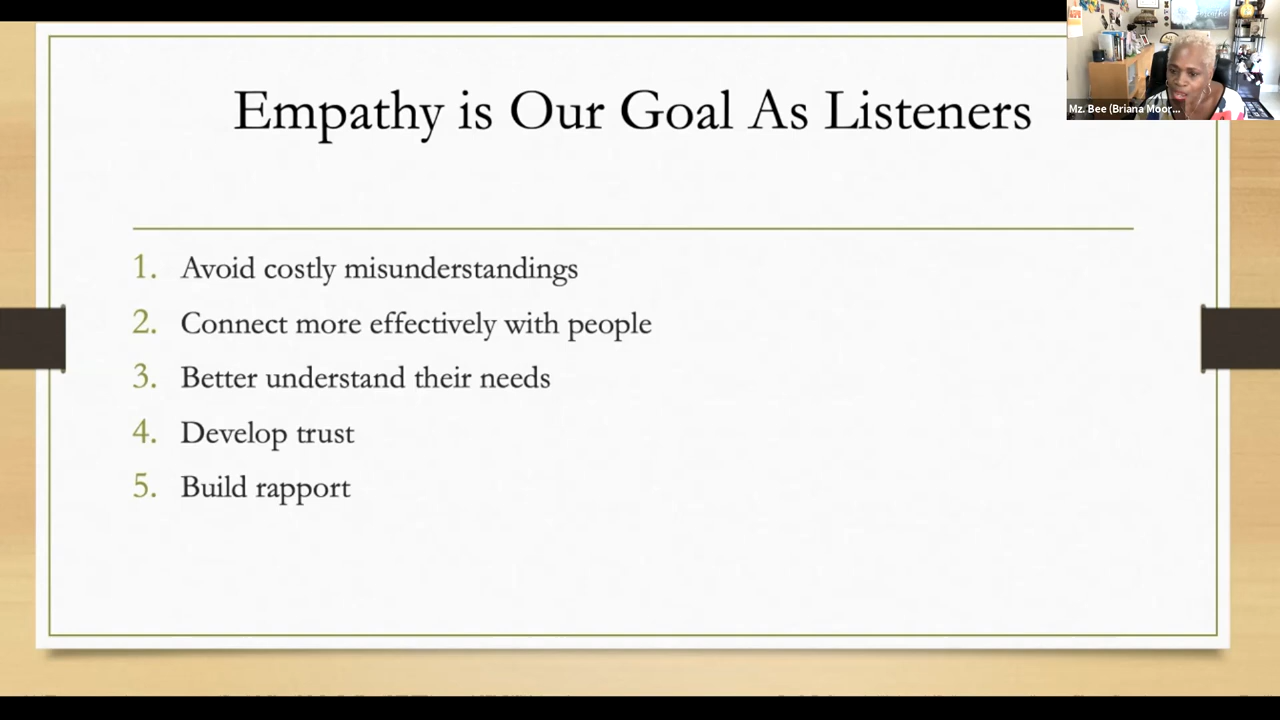 Empathy is Our Goal As Listeners
1. Avoid costly misunderstandings
2. Connect more effectively with people
3. Better understand their needs
4. Develop trust
5. Build rapport
Mz. Bee (Briana Moor...